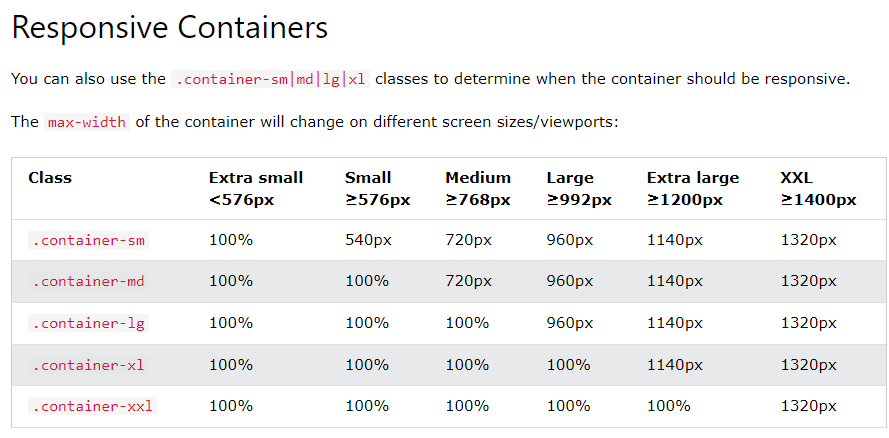 Responsive Containers
You can also use the .container-sm|md|lg|xl classes to determine when the container should be responsive.
The max-width of the container will change on different screen sizes/viewports:
Class Extra small Small Medium Large Extra large XXL
<576px ≥576px ≥768px ≥992px ≥1200px ≥1400px
.container-sm 100% 540px 720px 960px 1140px 1320px
.container-md 100% 100% 720px 960px 1140px 1320px
.container-lg 100% 100% 100% 960px 1140px 1320px
.container-xl 100% 100% 100% 100% 1140px 1320px
.container-xxl 100% 100% 100% 100% 100% 1320px